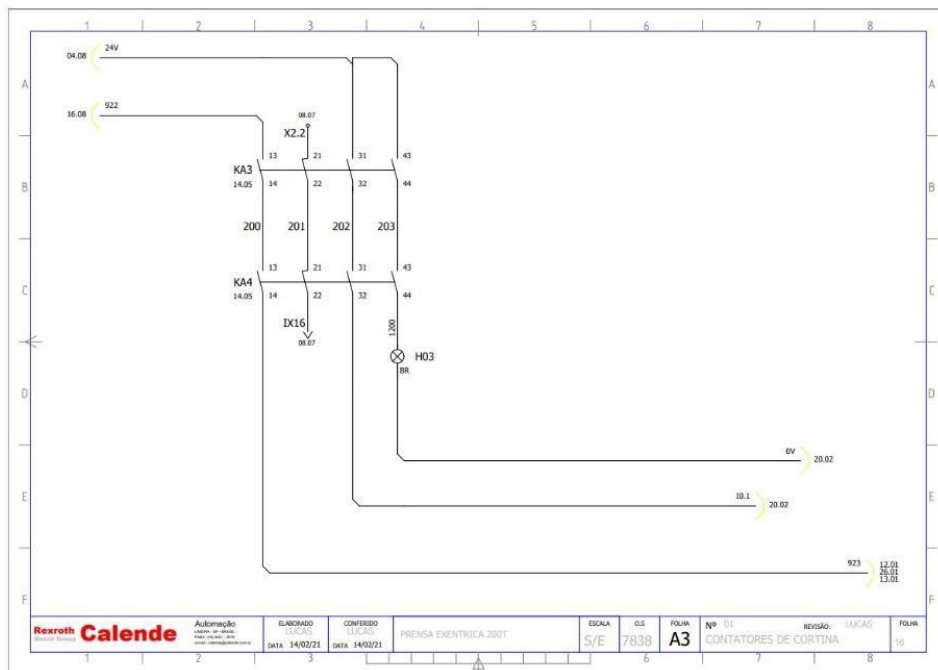 1 2 3 4 5 6 7 8
A A
04.08 24V
16.08 922
08.07
X2.2
13 21 31 43
KA3
14.05 14 22 32 44
B B
200 201 202 203
13 21 31 43
KA4
14.05 14 22 32 44
C C
IX16
08.07
1200
H03
BR
D D
0V 20.02
E E
I0.1 20.02
923 12.01
26.01
13.01
F F
Rexroth
Bosch Group
Calende
Automação
ELABORADO
LUCAS
DATA 14/02/21
CONFERIDO
LUCAS
DATA 14/02/21
PRENSA EXENTRICA 200T
ESCALA
S/E
O.S
7838
FOLHA
A3
Nº 01
REVISÃO: LUCAS
CONTATORES DE CORTINA
FOLHA
16
1 2 3 4 5 6 7 8